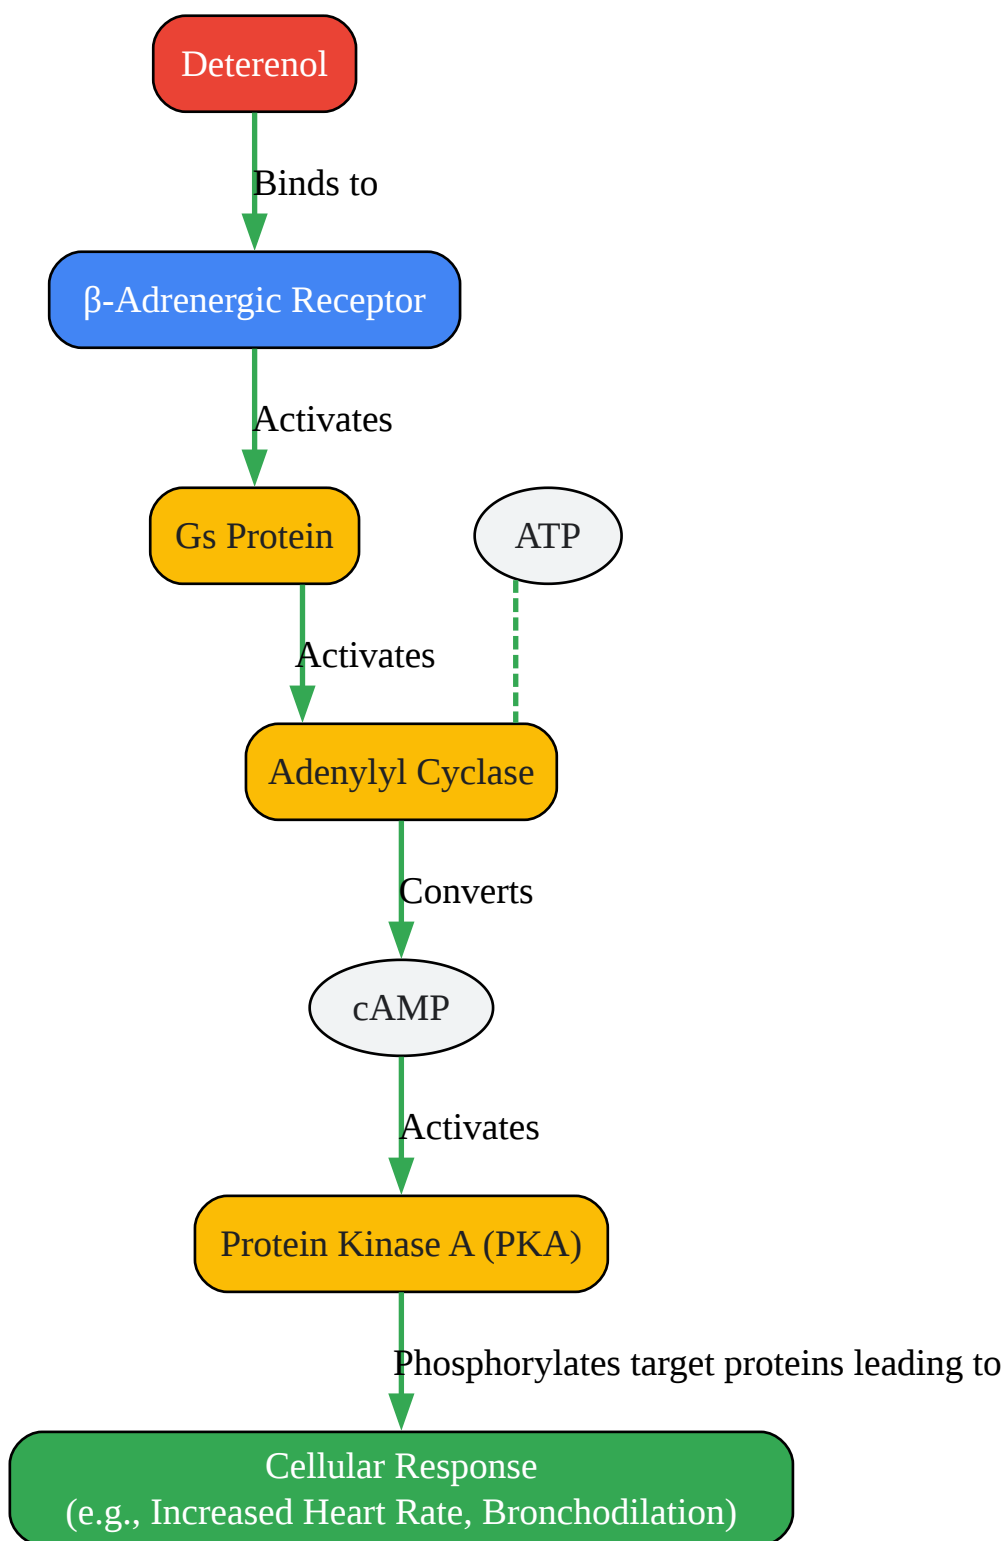 Deterenol
Binds to
β-Adrenergic Receptor
Activates
Gs Protein
ATP
Activates
Adenylyl Cyclase
Converts
cAMP
Activates
Protein Kinase A (PKA)
Phosphorylates target proteins leading to
Cellular Response
(e.g., Increased Heart Rate, Bronchodilation)